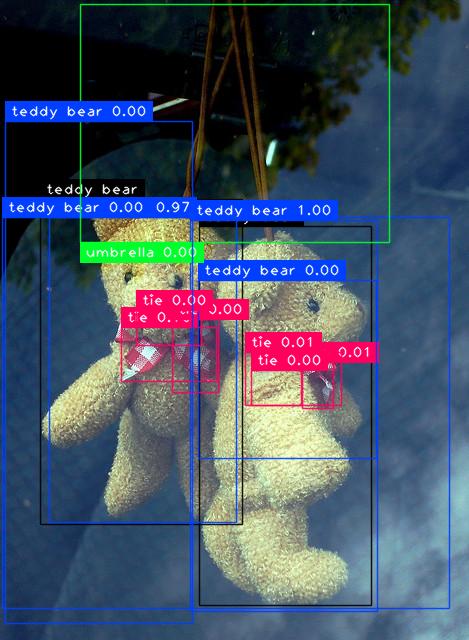 teddy bear 0.00
teddy bear
teddy bear 0.00 0.97
teddy bear 1.00
umbrella 0.00
teddy bear 0.00
tie 0.00
0.00
tie 0.
tie 0.01
0.01
tie 0.00